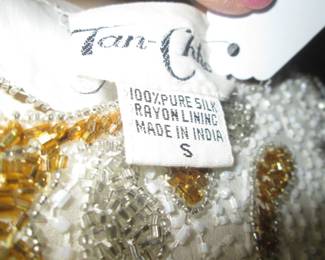 100% PURE SILK
RAYON LINING
MADE IN INDIA
S